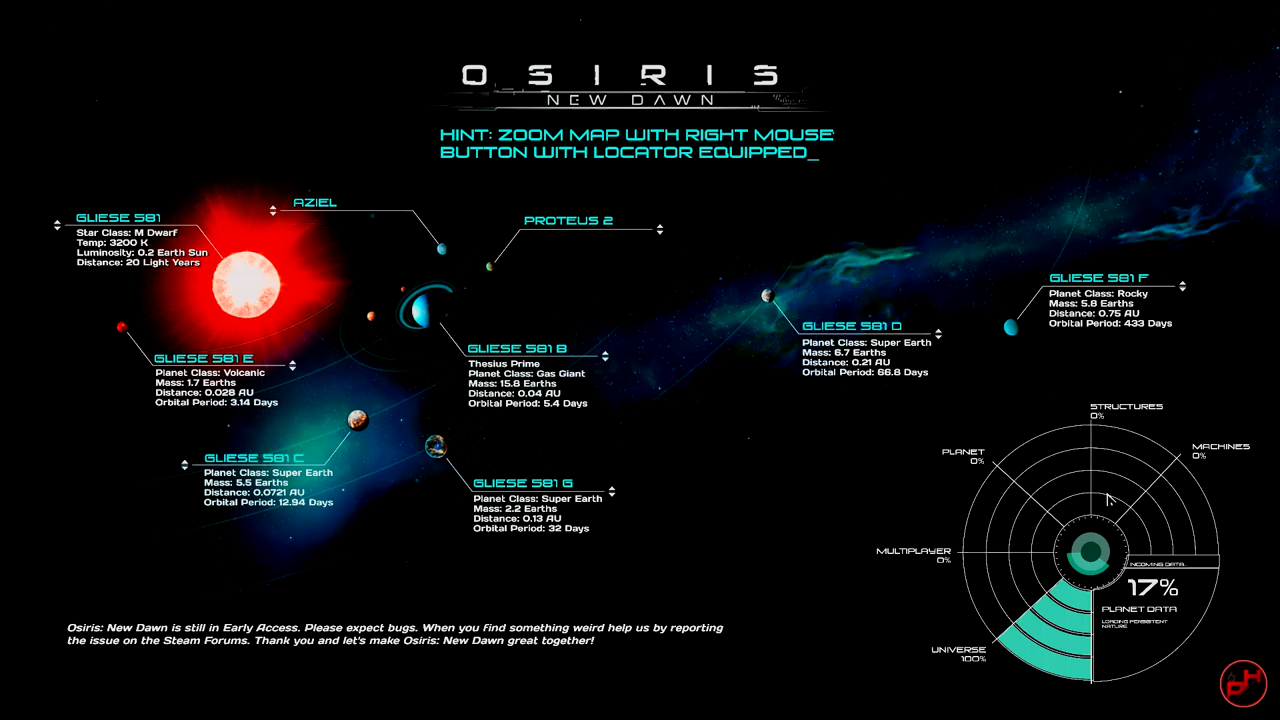 OSIRIS
NEW DAWN
HINT: ZOOM MAP WITH RIGHT MOUSE
BUTTON WITH LOCATOR EQUIPPED_
GLIESE 581
Star Class: M Dwarf
Temp: 3200 K
Luminosity: 0.2 Earth Sun
Distance: 20 Light Years
AZIEL
PROTEUS 2
GLIESE 581 F
Planet Class: Rocky
Mass: 5.8 Earths
Distance: 0.75 AU
Orbital Period: 433 Days
GLIESE 581 D
Planet Class: Super Earth
Mass: 6.7 Earths
Distance: 0.21 AU
Orbital Period: 66.8 Days
GLIESE 581 E
Planet Class: Volcanic
Mass: 1.7 Earths
Distance: 0.028 AU
Orbital Period: 3.14 Days
GLIESE 581 B
Thesius Prime
Planet Class: Gas Giant
Mass: 15.8 Earths
Distance: 0.04 AU
Orbital Period: 5.4 Days
GLIESE 581 C
Planet Class: Super Earth
Mass: 5.5 Earths
Distance: 0.0721 AU
Orbital Period: 12.94 Days
GLIESE 581 G
Planet Class: Super Earth
Mass: 2.2 Earths
Distance: 0.13 AU
Orbital Period: 32 Days
STRUCTURES
0%
MACHINES
0%
PLANET
0%
MULTIPLAYER
0%
INCOMING DATA...
17%
PLANET DATA
LOADING PERSISTENT
NATURE
UNIVERSE
100%
Osiris: New Dawn is still in Early Access. Please expect bugs. When you find something weird help us by reporting
the issue on the Steam Forums. Thank you and let's make Osiris: New Dawn great together!